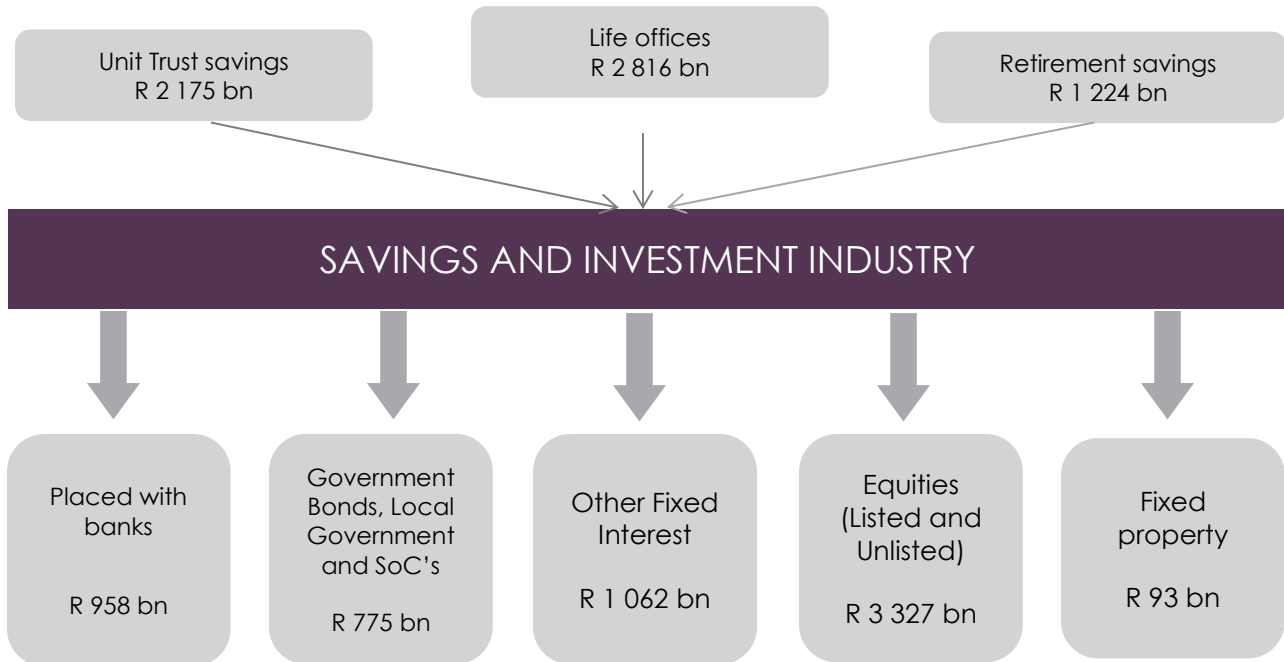 Unit Trust savings
R 2 175 bn
Life offices
R 2 816 bn
Retirement savings
R 1 224 bn
SAVINGS AND INVESTMENT INDUSTRY
Placed with
banks
R 958 bn
Government
Bonds, Local
Government
and SoC's
R 775 bn
Other Fixed
Interest
R 1 062 bn
Equities
(Listed and
Unlisted)
R 3 327 bn
Fixed
property
R 93 bn